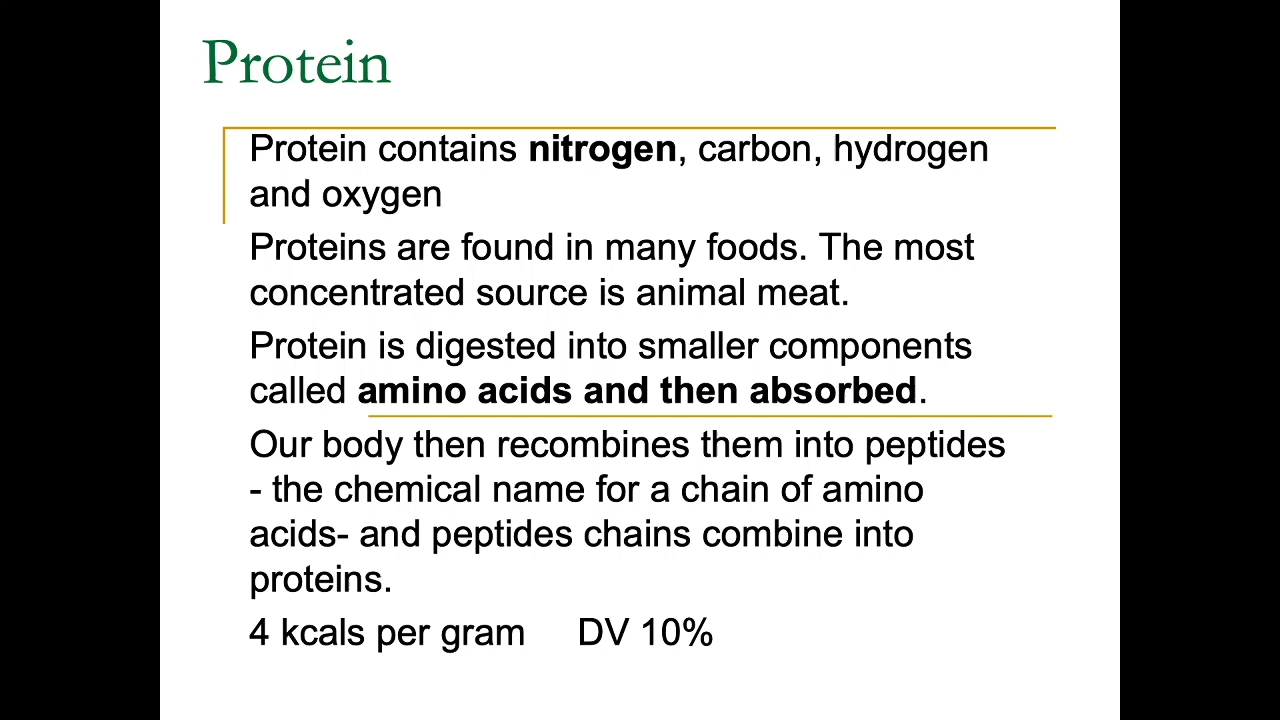 Protein
Protein contains nitrogen, carbon, hydrogen
and oxygen
Proteins are found in many foods. The most
concentrated source is animal meat.
Protein is digested into smaller components
called amino acids and then absorbed.
Our body then recombines them into peptides
- the chemical name for a chain of amino
acids- and peptides chains combine into
proteins.
4 kcals per gram DV 10%